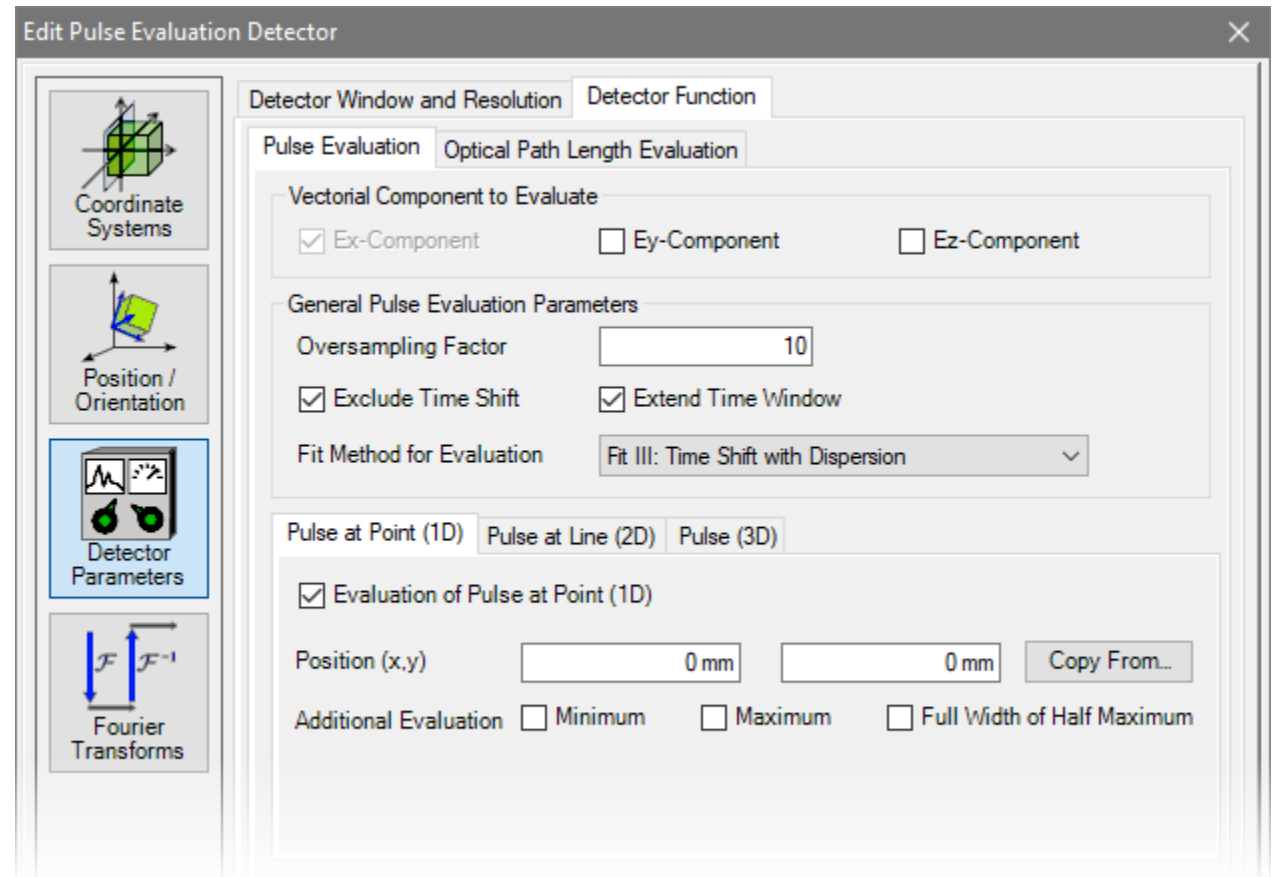 Edit Pulse Evaluation Detector
Coordinate
Systems
Position /
Orientation
Detector
Parameters
ℱ ℱ⁻¹
Fourier
Transforms
Detector Window and Resolution Detector Function
Pulse Evaluation Optical Path Length Evaluation
Vectorial Component to Evaluate
Ex-Component Ey-Component Ez-Component
General Pulse Evaluation Parameters
Oversampling Factor 10
Exclude Time Shift Extend Time Window
Fit Method for Evaluation Fit III: Time Shift with Dispersion
Pulse at Point (1D) Pulse at Line (2D) Pulse (3D)
Evaluation of Pulse at Point (1D)
Position (x,y) 0 mm 0 mm Copy From...
Additional Evaluation Minimum Maximum Full Width of Half Maximum